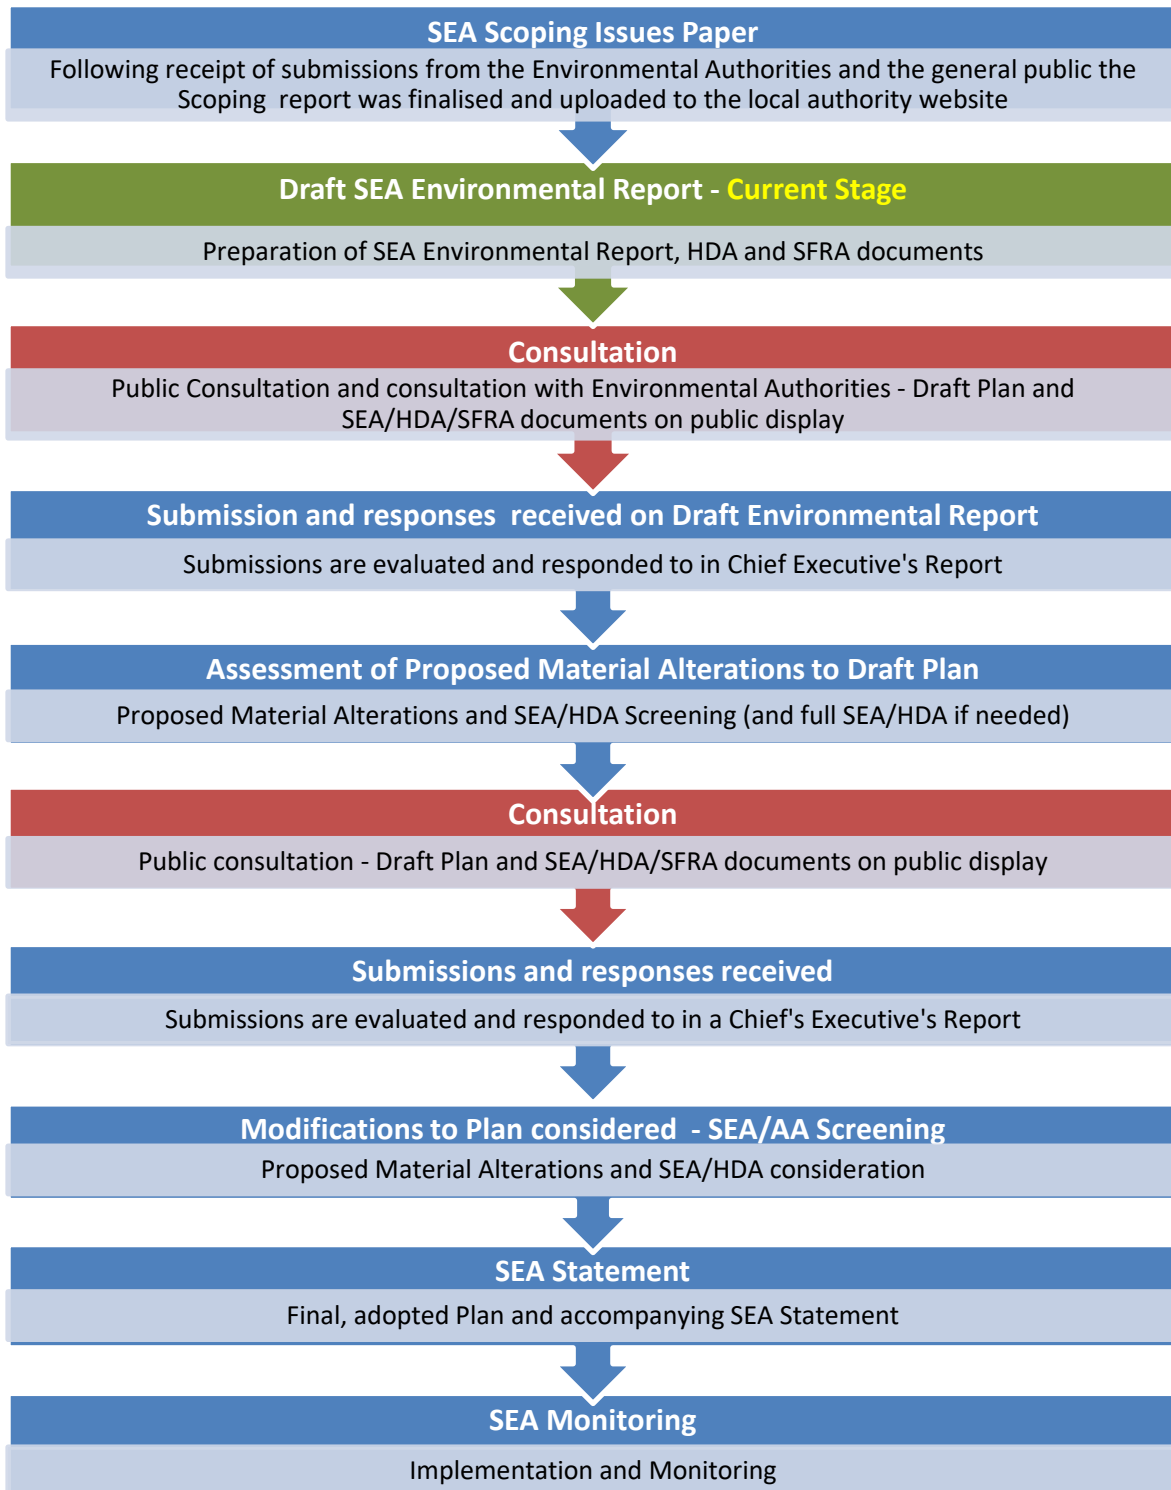 SEA Scoping Issues Paper
Following receipt of submissions from the Environmental Authorities and the general public the
Scoping report was finalised and uploaded to the local authority website
Draft SEA Environmental Report - Current Stage
Preparation of SEA Environmental Report, HDA and SFRA documents
Consultation
Public Consultation and consultation with Environmental Authorities - Draft Plan and
SEA/HDA/SFRA documents on public display
Submission and responses received on Draft Environmental Report
Submissions are evaluated and responded to in Chief Executive's Report
Assessment of Proposed Material Alterations to Draft Plan
Proposed Material Alterations and SEA/HDA Screening (and full SEA/HDA if needed)
Consultation
Public consultation - Draft Plan and SEA/HDA/SFRA documents on public display
Submissions and responses received
Submissions are evaluated and responded to in a Chief's Executive's Report
Modifications to Plan considered - SEA/AA Screening
Proposed Material Alterations and SEA/HDA consideration
SEA Statement
Final, adopted Plan and accompanying SEA Statement
SEA Monitoring
Implementation and Monitoring